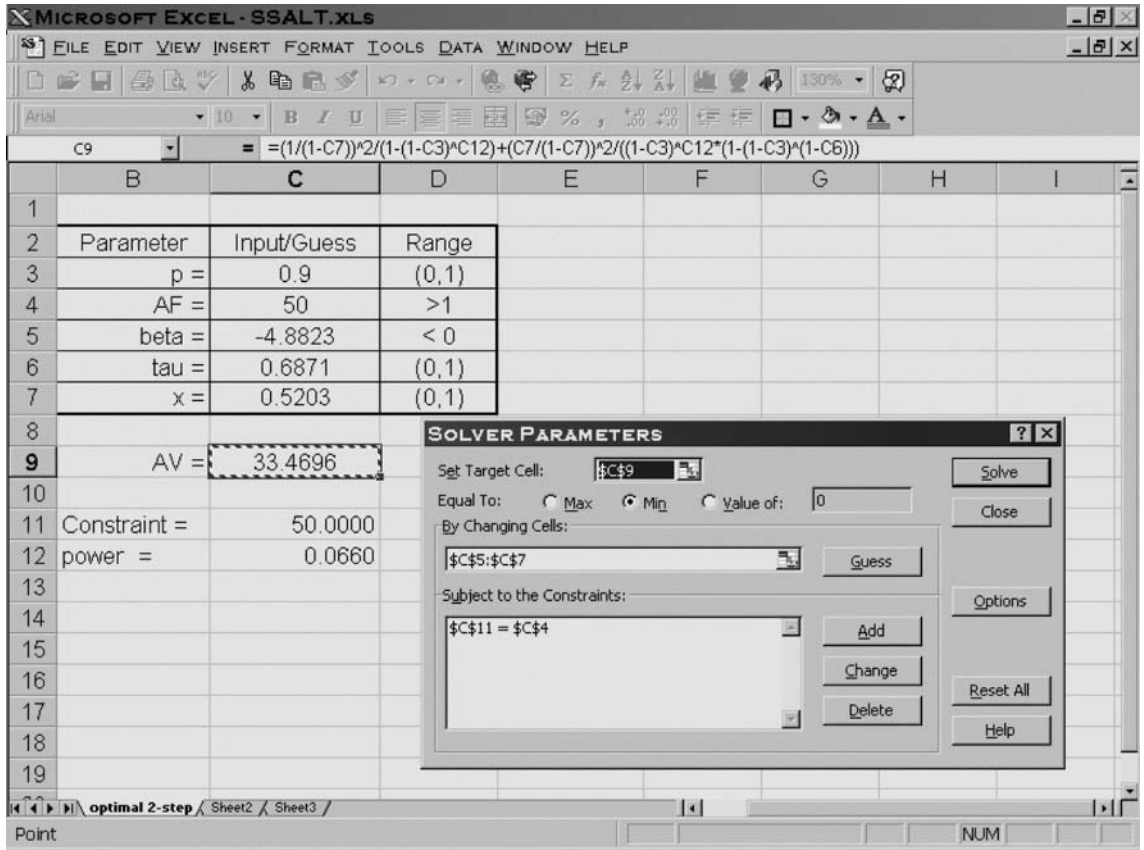 MICROSOFT EXCEL - SSALT.XLS
FILE EDIT VIEW INSERT FORMAT TOOLS DATA WINDOW HELP
130%
Arial 10 B I U % ,
C9 = =(1/(1-C7))^2/(1-(1-C3)^C12)+(C7/(1-C7))^2/((1-C3)^C12*(1-(1-C3)^(1-C6)))
B C D E F G H I
1
2 Parameter Input/Guess Range
3 p = 0.9 (0,1)
4 AF = 50 >1
5 beta = -4.8823 < 0
6 tau = 0.6871 (0,1)
7 x = 0.5203 (0,1)
8
9 AV = 33.4696
10
11 Constraint = 50.0000
12 power = 0.0660
13
14
15
16
17
18
19
SOLVER PARAMETERS
Set Target Cell: $C$9 Solve
Equal To: Max Min Value of: 0 Close
By Changing Cells:
$C$5:$C$7 Guess
Subject to the Constraints: Options
$C$11 = $C$4 Add
Change
Reset All
Delete
Help
optimal 2-step Sheet2 Sheet3
Point NUM